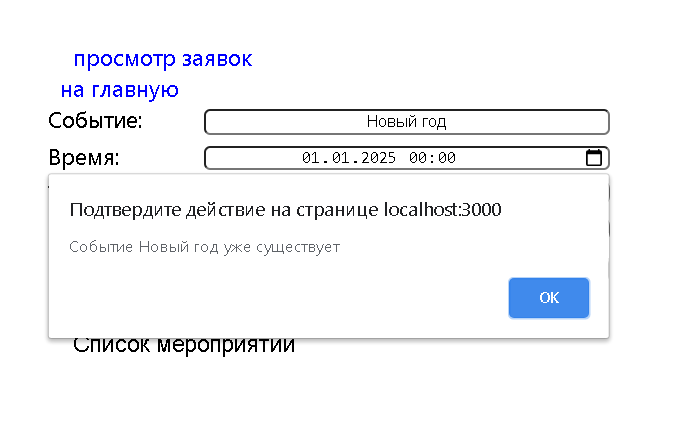 просмотр заявок
на главную
Событие: Новый год
Время: 01.01.2025 00:00
Подтвердите действие на странице localhost:3000
Событие Новый год уже существует
ОК
Список мероприятий